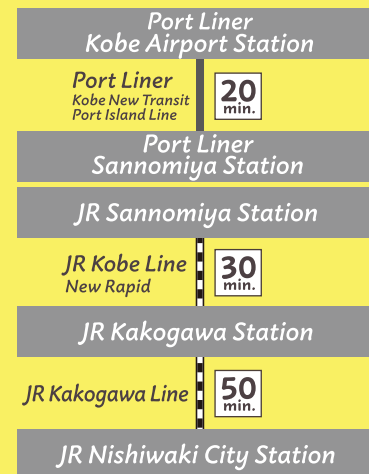 Port Liner
Kobe Airport Station
Port Liner
Kobe New Transit
Port Island Line
20
min.
Port Liner
Sannomiya Station
JR Sannomiya Station
JR Kobe Line
New Rapid
30
min.
JR Kakogawa Station
JR Kakogawa Line
50
min.
JR Nishiwaki City Station